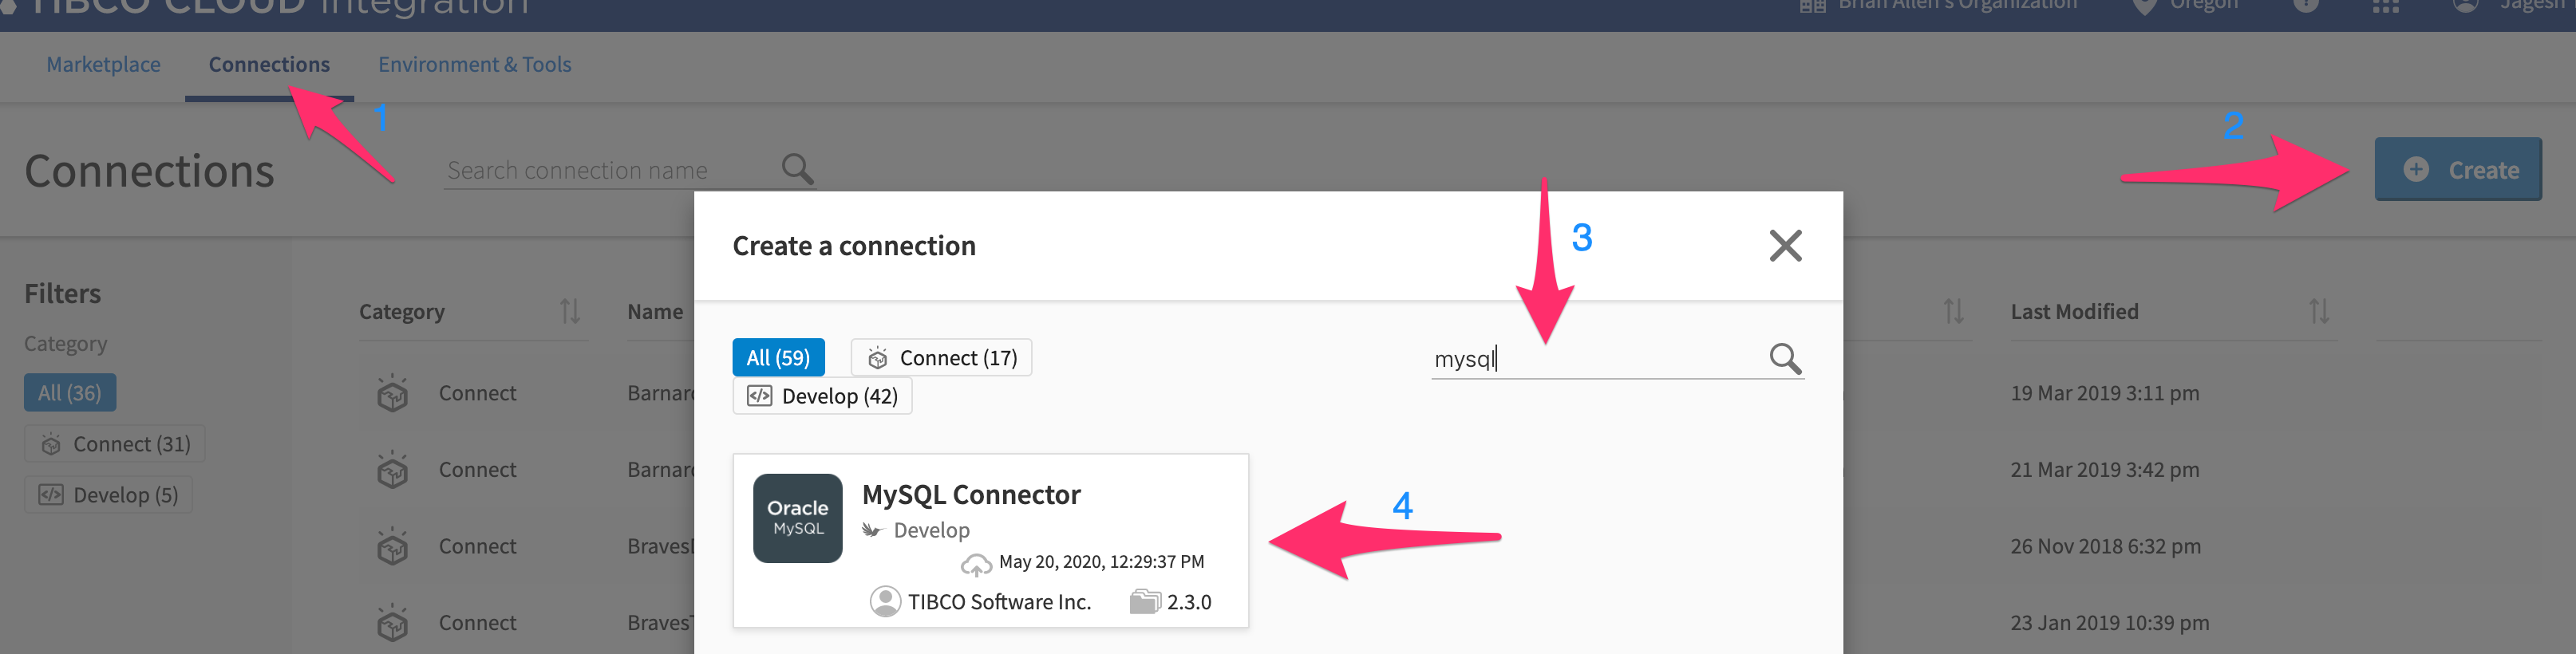 TIBCO CLOUD Integration
Brian Allen's Organization
Oregon
Jagesh
Marketplace
Connections
Environment & Tools
1
2
Connections
Search connection name
Create
3
Create a connection
Filters
Category
All (36)
Connect (31)
Develop (5)
Category
Name
Last Modified
Connect
Barnar
19 Mar 2019 3:11 pm
Connect
Barnar
21 Mar 2019 3:42 pm
Connect
Braves
26 Nov 2018 6:32 pm
Connect
Braves
23 Jan 2019 10:39 pm
All (59)
Connect (17)
Develop (42)
mysql
Oracle
MySQL
MySQL Connector
Develop
May 20, 2020, 12:29:37 PM
TIBCO Software Inc.
2.3.0
4